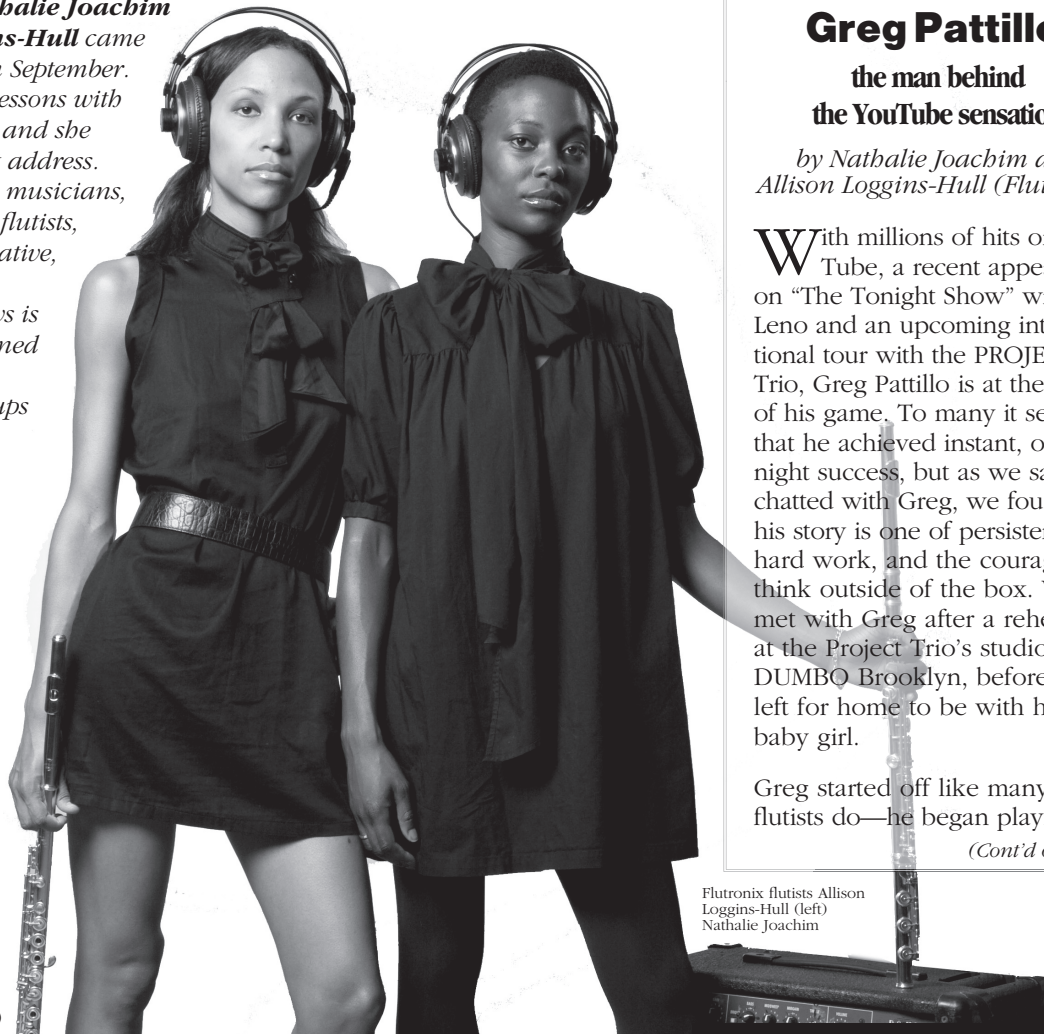 halie Joachim
ns-Hull came
September.
essons with
and she
address.
musicians,
flutists,
ative,
vs is
ned
ups
Greg Pattillo
the man behind
the YouTube sensatio
by Nathalie Joachim a
Allison Loggins-Hull (Flut
With millions of hits o
Tube, a recent appea
on “The Tonight Show” wi
Leno and an upcoming int
tional tour with the PROJE
Trio, Greg Pattillo is at the
of his game. To many it se
that he achieved instant, o
night success, but as we sa
chatted with Greg, we fou
his story is one of persister
hard work, and the courag
think outside of the box.
met with Greg after a rehe
at the Project Trio’s studio
DUMBO Brooklyn, before
left for home to be with h
baby girl.
Greg started off like many
flutists do—he began play
(Cont’d o
Flutronix flutists Allison
Loggins-Hull (left)
Nathalie Joachim